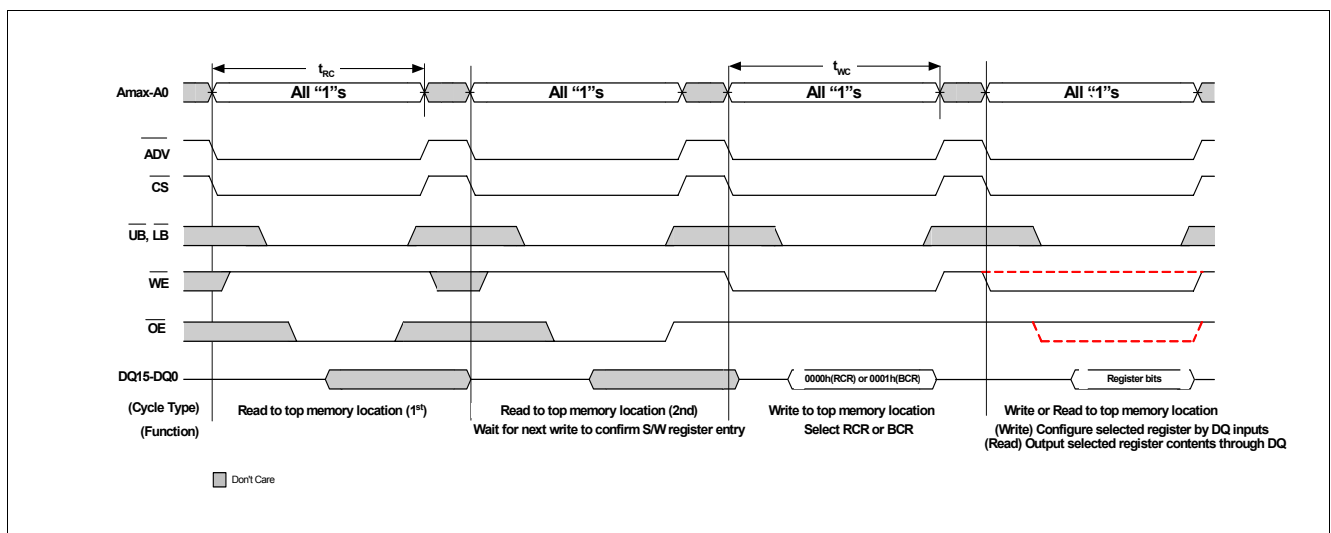 tRC
tWC
Amax-A0 All “1”s All “1”s All “1”s All “1”s
ADV
CS
UB, LB
WE
OE
DQ15-DQ0 0000h(RCR) or 0001h(BCR) Register bits
(Cycle Type) Read to top memory location (1st) Read to top memory location (2nd) Write to top memory location Write or Read to top memory location
(Function) Wait for next write to confirm S/W register entry Select RCR or BCR (Write) Configure selected register by DQ inputs
(Read) Output selected register contents through DQ
Don't Care